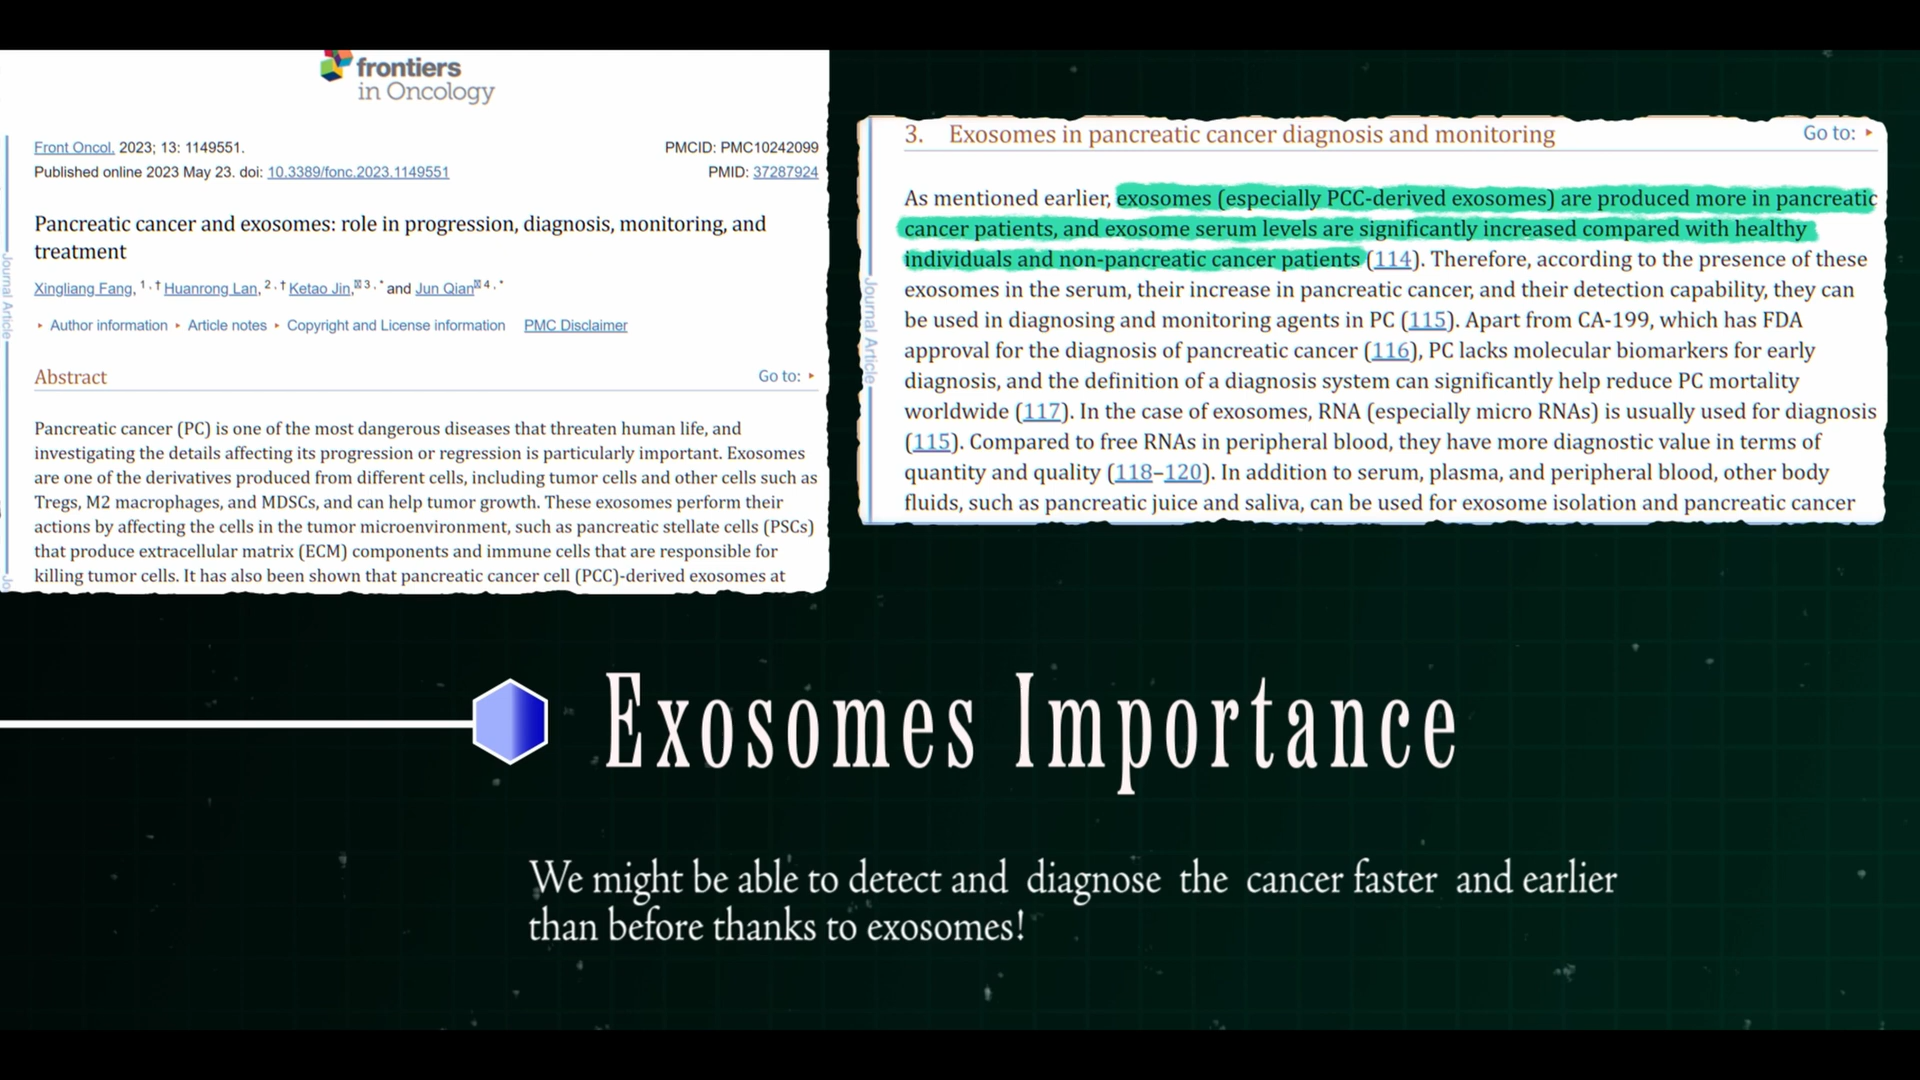 frontiers
in Oncology
Front Oncol. 2023; 13: 1149551.
PMCID: PMC10242099
Published online 2023 May 23. doi: 10.3389/fonc.2023.1149551
PMID: 37287924
Pancreatic cancer and exosomes: role in progression, diagnosis, monitoring, and
treatment
Xingliang Fang, 1,† Huanrong Lan, 2,† Ketao Jin, 3,* and Jun Qian 4,*
Author information Article notes Copyright and License information PMC Disclaimer
Abstract
Go to:
Pancreatic cancer (PC) is one of the most dangerous diseases that threaten human life, and
investigating the details affecting its progression or regression is particularly important. Exosomes
are one of the derivatives produced from different cells, including tumor cells and other cells such as
Tregs, M2 macrophages, and MDSCs, and can help tumor growth. These exosomes perform their
actions by affecting the cells in the tumor microenvironment, such as pancreatic stellate cells (PSCs)
that produce extracellular matrix (ECM) components and immune cells that are responsible for
killing tumor cells. It has also been shown that pancreatic cancer cell (PCC)-derived exosomes at
Journal Article
3. Exosomes in pancreatic cancer diagnosis and monitoring
Go to:
As mentioned earlier, exosomes (especially PCC-derived exosomes) are produced more in pancreatic
cancer patients, and exosome serum levels are significantly increased compared with healthy
individuals and non-pancreatic cancer patients (114). Therefore, according to the presence of these
exosomes in the serum, their increase in pancreatic cancer, and their detection capability, they can
be used in diagnosing and monitoring agents in PC (115). Apart from CA-199, which has FDA
approval for the diagnosis of pancreatic cancer (116), PC lacks molecular biomarkers for early
diagnosis, and the definition of a diagnosis system can significantly help reduce PC mortality
worldwide (117). In the case of exosomes, RNA (especially micro RNAs) is usually used for diagnosis
(115). Compared to free RNAs in peripheral blood, they have more diagnostic value in terms of
quantity and quality (118–120). In addition to serum, plasma, and peripheral blood, other body
fluids, such as pancreatic juice and saliva, can be used for exosome isolation and pancreatic cancer
Journal Article
Exosomes Importance
We might be able to detect and diagnose the cancer faster and earlier
than before thanks to exosomes!